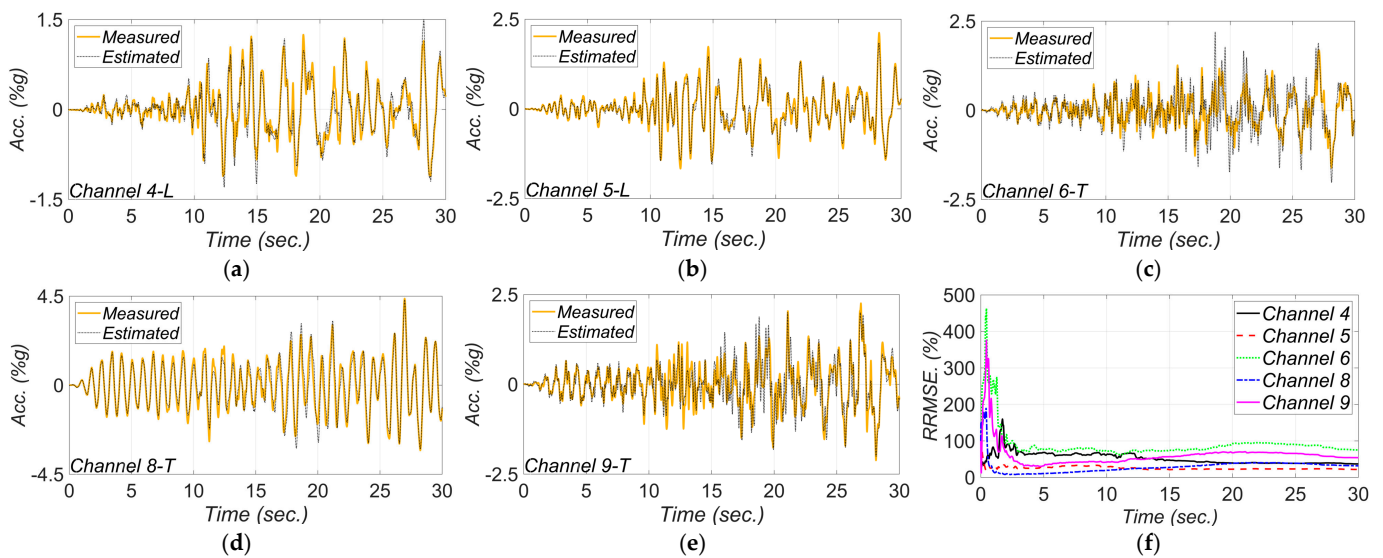 1.5
0
-1.5
Acc. (%g)
Measured
Estimated
Channel 4-L
0 5 10 15 20 25 30
Time (sec.)
(a)
2.5
0
-2.5
Acc. (%g)
Measured
Estimated
Channel 5-L
0 5 10 15 20 25 30
Time (sec.)
(b)
2.5
0
-2.5
Acc. (%g)
Measured
Estimated
Channel 6-T
0 5 10 15 20 25 30
Time (sec.)
(c)
4.5
0
-4.5
Acc. (%g)
Measured
Estimated
Channel 8-T
0 5 10 15 20 25 30
Time (sec.)
(d)
2.5
0
-2.5
Acc. (%g)
Measured
Estimated
Channel 9-T
0 5 10 15 20 25 30
Time (sec.)
(e)
500
400
300
200
100
0
RRMSE. (%)
Channel 4
Channel 5
Channel 6
Channel 8
Channel 9
0 5 10 15 20 25 30
Time (sec.)
(f)